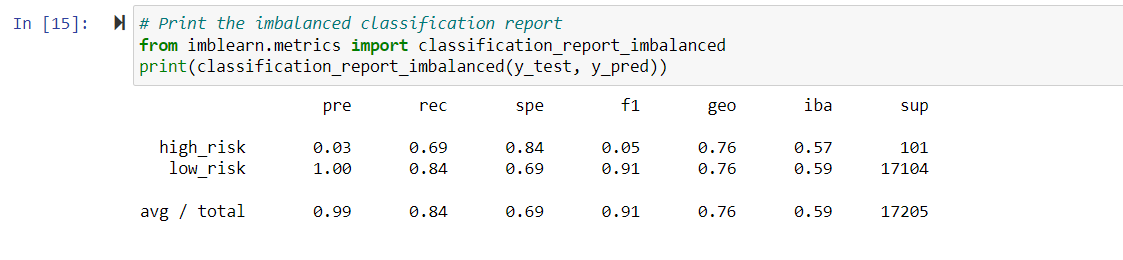 In [15]:
# Print the imbalanced classification report
from imblearn.metrics import classification_report_imbalanced
print(classification_report_imbalanced(y_test, y_pred))
pre rec spe f1 geo iba sup
high_risk 0.03 0.69 0.84 0.05 0.76 0.57 101
low_risk 1.00 0.84 0.69 0.91 0.76 0.59 17104
avg / total 0.99 0.84 0.69 0.91 0.76 0.59 17205